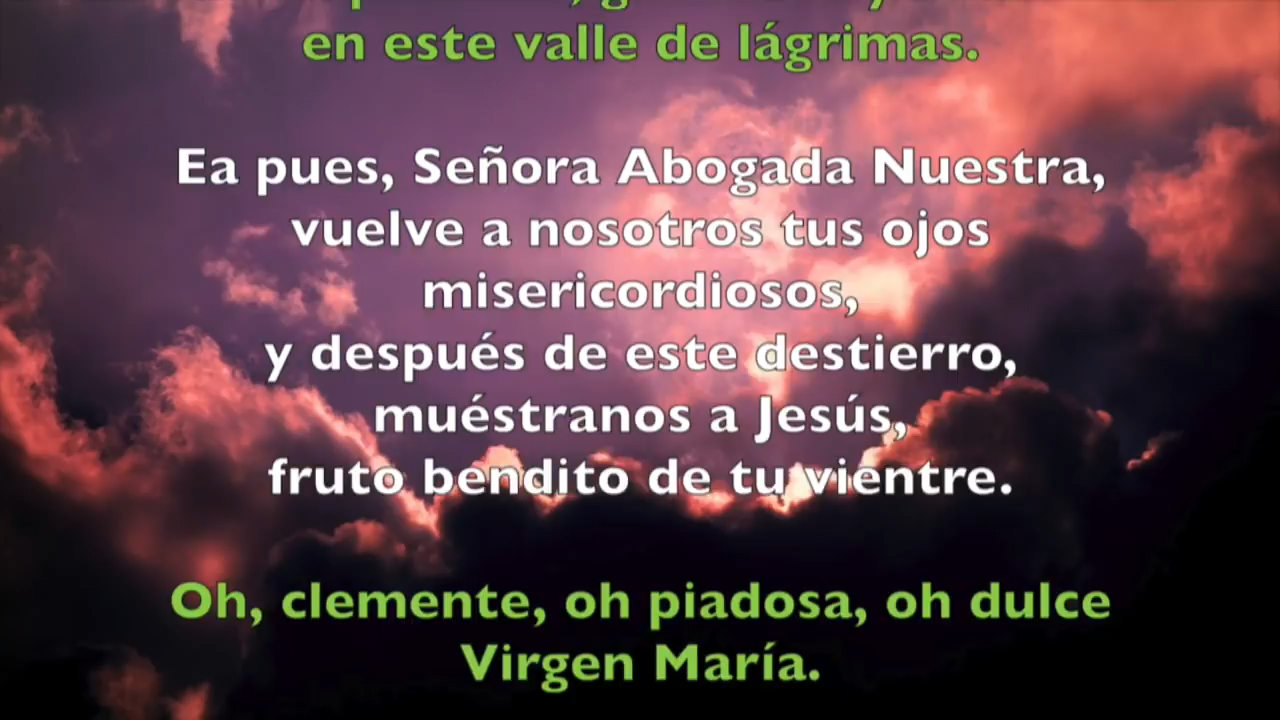 en este valle de lágrimas.
Ea pues, Señora Abogada Nuestra,
vuelve a nosotros tus ojos
misericordiosos,
y después de este destierro,
muéstranos a Jesús,
fruto bendito de tu vientre.
Oh, clemente, oh piadosa, oh dulce
Virgen María.